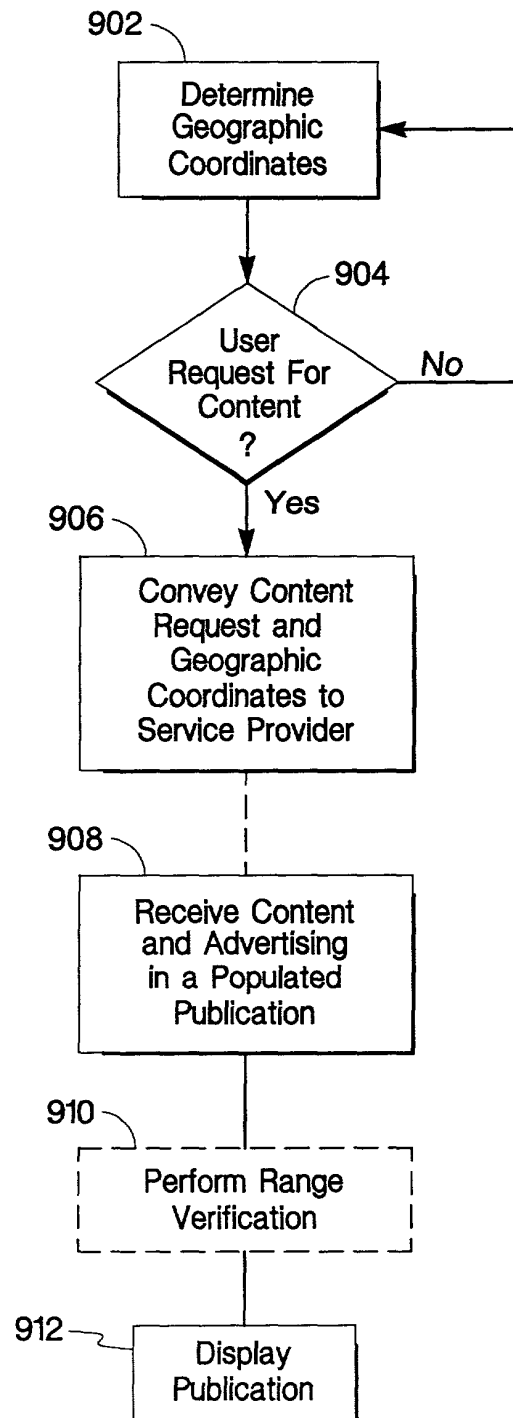 902
Determine
Geographic
Coordinates
904
User
Request For
Content
?
No
Yes
906
Convey Content
Request and
Geographic
Coordinates to
Service Provider
908
Receive Content
and Advertising
in a Populated
Publication
910
Perform Range
Verification
912
Display
Publication